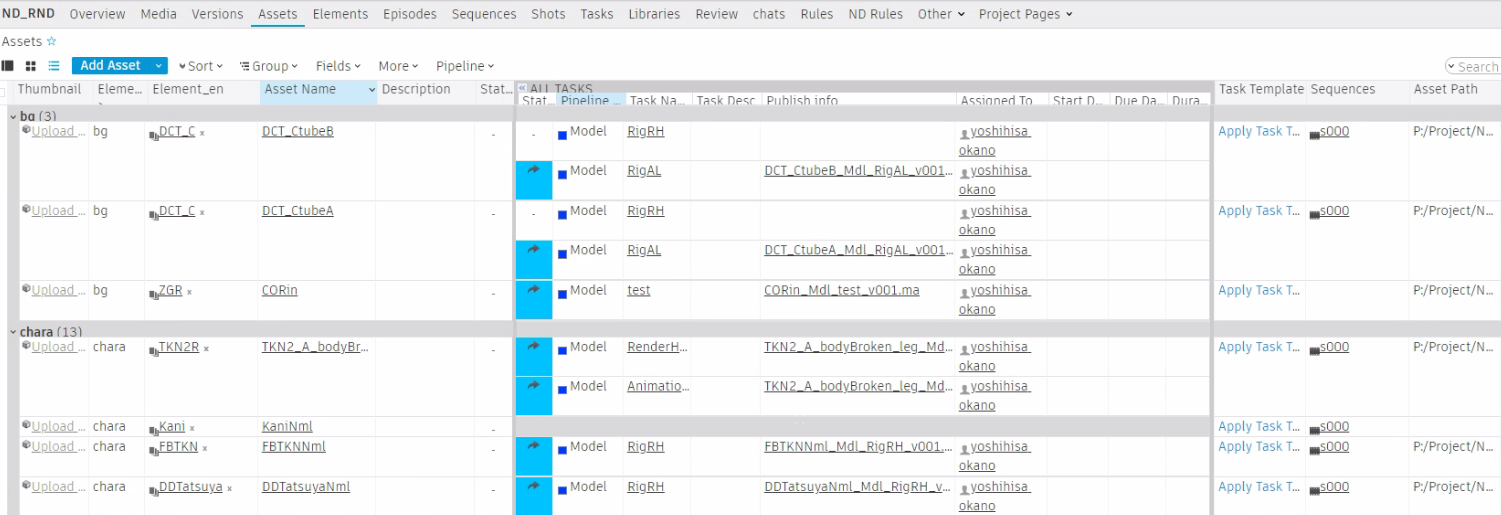 ND_RND Overview Media Versions Assets Elements Episodes Sequences Shots Tasks Libraries Review chats Rules ND Rules Other Project Pages
Assets
Add Asset Sort Group Fields More Pipeline Search
Thumbnail Eleme... Element_en Asset Name Description Stat... ALL TASKS Task Template Sequences Asset Path
Stat... Pipeline ... Task Na... Task Desc Publish info Assigned To Start D... Due Da... Dura...
bg (3)
Upload ... bg DCT_C x DCT_CtubeB - - Model RigRH yoshihisa Apply Task T... s000 P:/Project/N...
okano
Model RigAL DCT_CtubeB_Mdl_RigAL_v001... yoshihisa
okano
Upload ... bg DCT_C x DCT_CtubeA - - Model RigRH yoshihisa Apply Task T... s000 P:/Project/N...
okano
Model RigAL DCT_CtubeA_Mdl_RigAL_v001... yoshihisa
okano
Upload ... bg ZGR x CORin - Model test CORin_Mdl_test_v001.ma yoshihisa Apply Task T... P:/Project/N...
okano
chara (13)
Upload ... chara TKN2R x TKN2_A_bodyBr... - Model RenderH... TKN2_A_bodyBroken_leg_Md... yoshihisa Apply Task T... s000 P:/Project/N...
okano
Model Animatio... TKN2_A_bodyBroken_leg_Md... yoshihisa
okano
Upload ... chara Kani x KaniNml - Apply Task T... s000
Upload ... chara FBTKN x FBTKNNml - Model RigRH FBTKNNml_Mdl_RigRH_v001.... yoshihisa Apply Task T... s000 P:/Project/N...
okano
Upload ... chara DDTatsuya x DDTatsuyaNml - Model RigRH DDTatsuyaNml_Mdl_RigRH_v... yoshihisa Apply Task T... s000 P:/Project/N...
okano